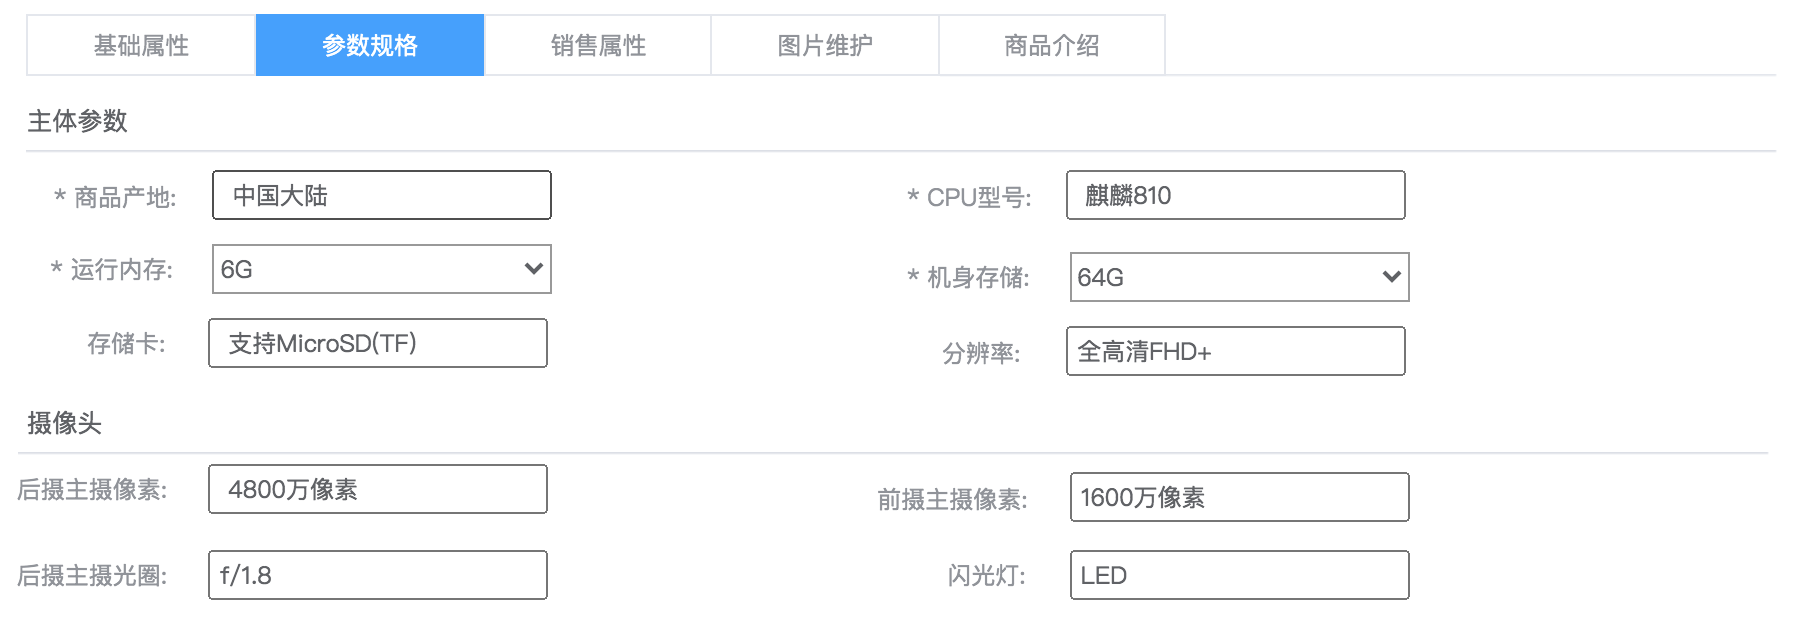 基础属性 参数规格 销售属性 图片维护 商品介绍
主体参数
* 商品产地: 中国大陆 * CPU型号: 麒麟810
* 运行内存: 6G * 机身存储: 64G
存储卡: 支持MicroSD(TF) 分辨率: 全高清FHD+
摄像头
后摄主摄像素: 4800万像素 前摄主摄像素: 1600万像素
后摄主摄光圈: f/1.8 闪光灯: LED